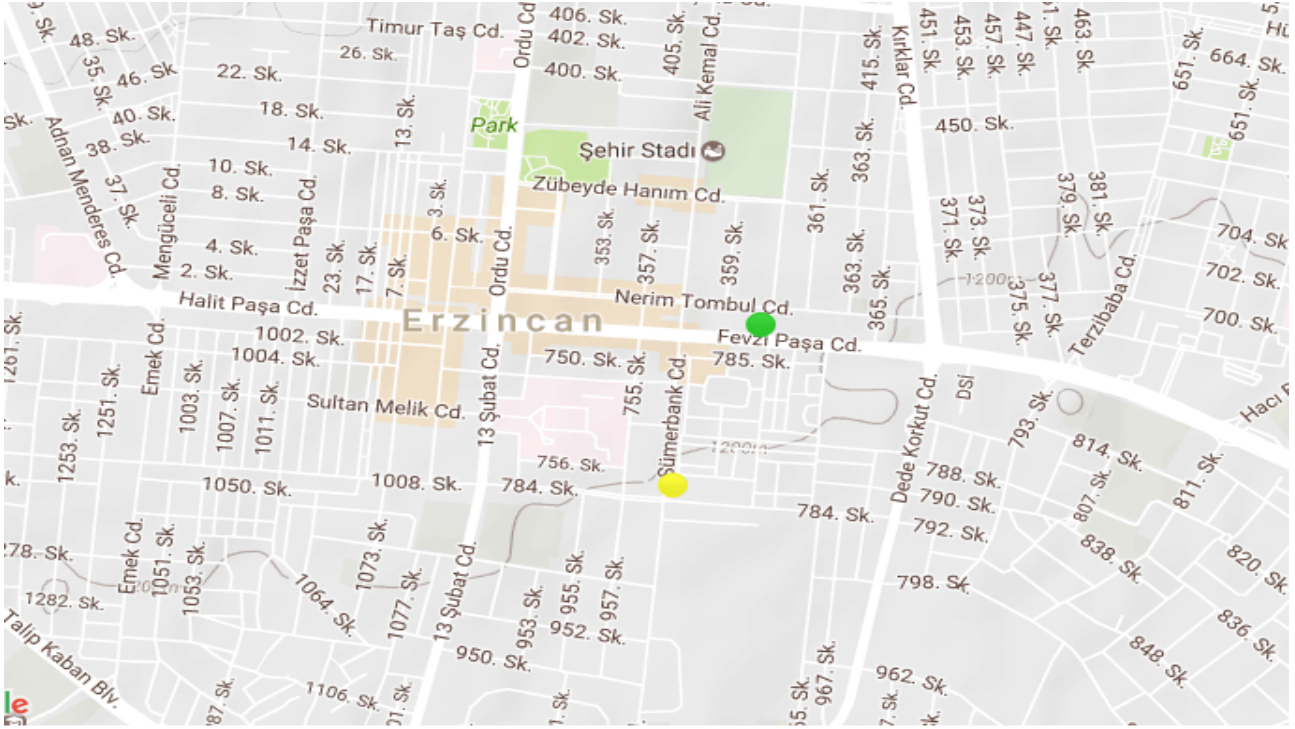 48. Sk.
Timur Taş Cd.
Ordu Cd
406. Sk.
402. Sk.
400. Sk.
405. Sk.
Ali Kemal Cd.
415. Sk.
Kırklar Cd.
451. Sk.
453. Sk.
457. Sk.
447. Sk.
463. Sk.
651. Sk.
664. Sk.
Hü
35. Sk.
46. Sk
26. Sk.
22. Sk.
18. Sk.
13. Sk.
Park
40. Sk.
38. Sk.
14. Sk.
Sk.
Adnan Menderes Cd.
Şehir Stadı
450. Sk.
651. Sk.
10. Sk.
8. Sk.
37. Sk.
Mengüceli Cd.
İzzet Paşa Cd.
3. Sk.
6. Sk.
Ordu Cd.
Zübeyde Hanım Cd.
353. Sk.
357. Sk.
359. Sk.
361. Sk.
363. Sk.
371. Sk.
373. Sk.
379. Sk.
381. Sk.
704. Sk
702. Sk.
700. Sk.
4. Sk.
2. Sk.
23. Sk.
17. Sk.
7. Sk.
363. Sk.
365. Sk.
1200m
375. Sk.
377. Sk.
Terzibaba Cd.
Halit Paşa Cd.
Erzincan
Nerim Tombul Cd.
Fevzi Paşa Cd.
1002. Sk.
1004. Sk.
750. Sk.
785. Sk.
1261. Sk.
Emek Cd.
1251. Sk.
1253. Sk.
1003. Sk.
1007. Sk.
1011. Sk.
Sultan Melik Cd.
13 Şubat Cd.
755. Sk.
Sümerbank Cd.
1200m
Dede Korkut Cd.
DSİ
793. Sk.
Hacı
814. Sk.
811. Sk.
807. Sk.
k.
1050. Sk.
1008. Sk.
756. Sk.
784. Sk.
784. Sk.
788. Sk.
790. Sk.
792. Sk.
798. Sk.
838. Sk.
820. Sk.
836. Sk.
848. Sk.
278. Sk.
1282. Sk.
Emek Cd.
1051. Sk.
1053. Sk.
1064. Sk.
1073. Sk.
1077. Sk.
13 Şubat Cd.
953. Sk.
955. Sk.
957. Sk.
952. Sk.
950. Sk.
Talip Kaban Blv.
1106. Sk.
967. Sk.
962. Sk.
le